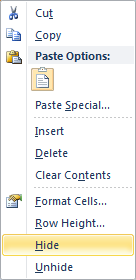 Cut
Copy
Paste Options:
Paste Special...
Insert
Delete
Clear Contents
Format Cells...
Row Height...
Hide
Unhide